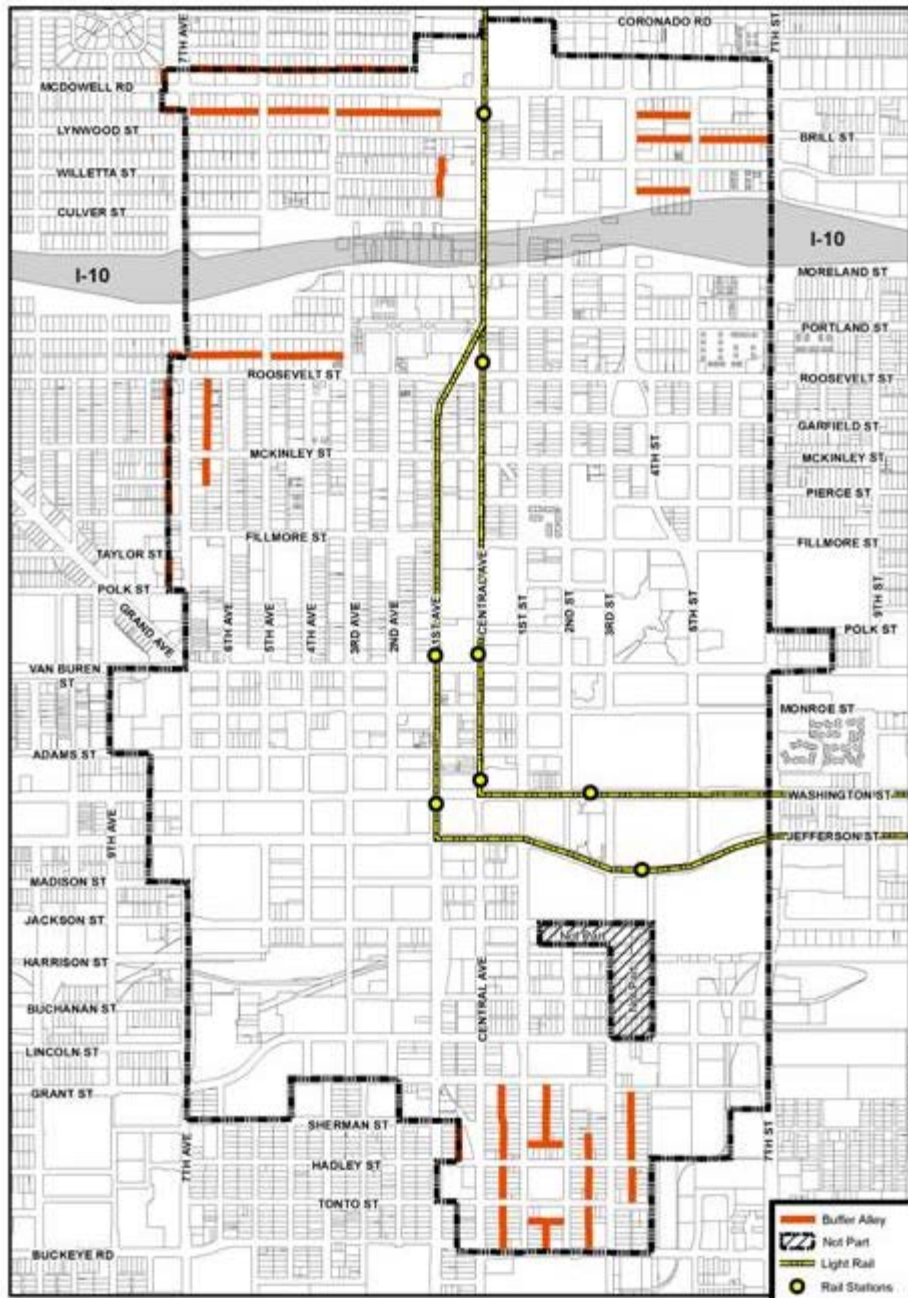 CORONADO RD
7TH AVE
7TH ST
MCDOWELL RD
LYNWOOD ST
BRILL ST
WILLETTA ST
CULVER ST
I-10
I-10
MORELAND ST
PORTLAND ST
ROOSEVELT ST
ROOSEVELT ST
GARFIELD ST
MCKINLEY ST
MCKINLEY ST
4TH ST
PIERCE ST
FILLMORE ST
FILLMORE ST
TAYLOR ST
POLK ST
GRAND AVE
6TH AVE
5TH AVE
4TH AVE
3RD AVE
2ND AVE
1ST AVE
CENTRAL AVE
1ST ST
2ND ST
3RD ST
5TH ST
9TH ST
POLK ST
VAN BUREN
ST
MONROE ST
ADAMS ST
WASHINGTON ST
9TH AVE
JEFFERSON ST
MADISON ST
JACKSON ST
Not Part
HARRISON ST
Not Part
CENTRAL AVE
BUCHANAN ST
LINCOLN ST
GRANT ST
SHERMAN ST
7TH AVE
7TH ST
HADLEY ST
TONTO ST
BUCKEYE RD
Buffer Alley
Not Part
Light Rail
Rail Stations